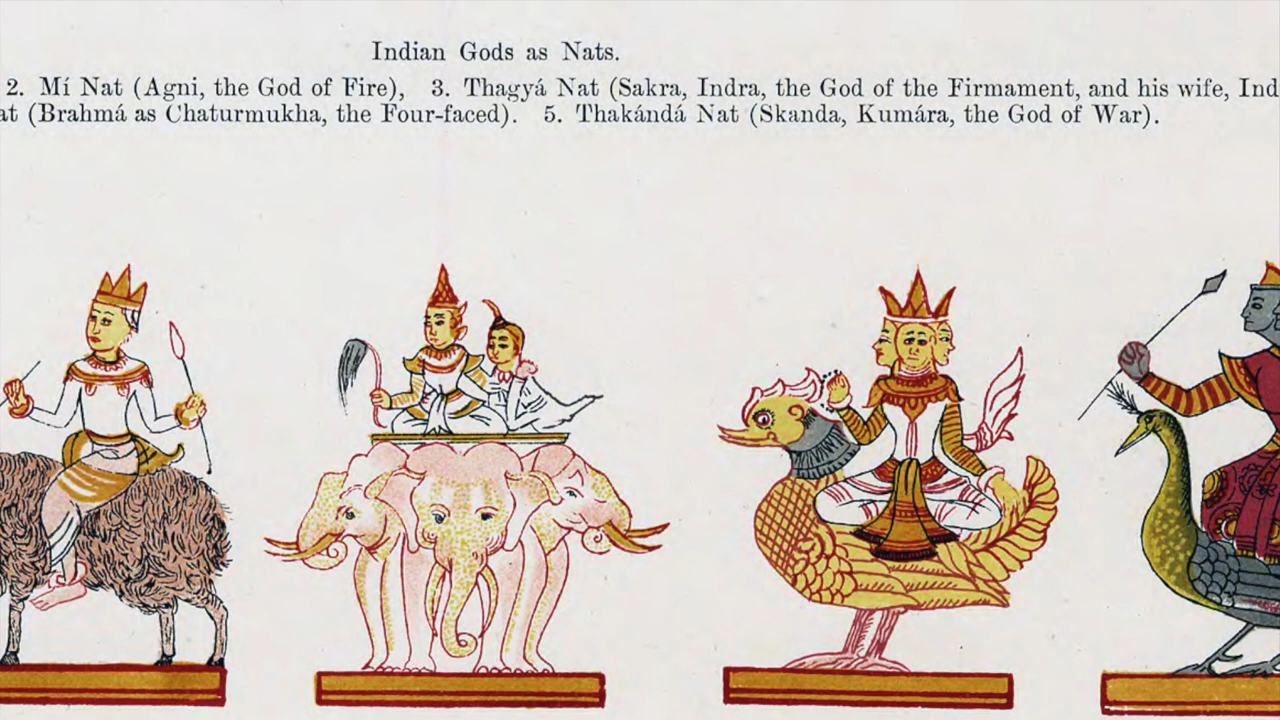 Indian Gods as Nats.
2. Mí Nat (Agni, the God of Fire), 3. Thagyá Nat (Sakra, Indra, the God of the Firmament, and his wife, Ind
at (Brahmá as Chaturmukha, the Four-faced). 5. Thakándá Nat (Skanda, Kumára, the God of War).